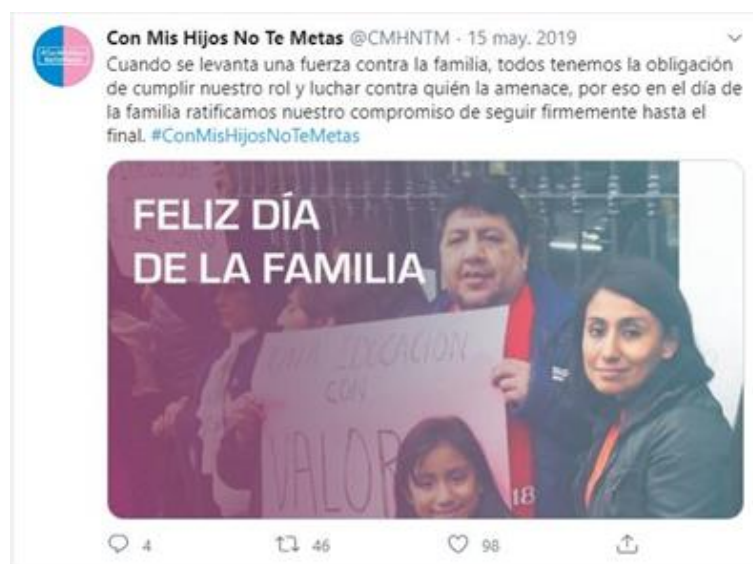 Con Mis Hijos No Te Metas @CMHNTM · 15 may. 2019
Cuando se levanta una fuerza contra la familia, todos tenemos la obligación
de cumplir nuestro rol y luchar contra quién la amenace, por eso en el día de
la familia ratificamos nuestro compromiso de seguir firmemente hasta el
final. #ConMisHijosNoTeMetas
FELIZ DÍA
DE LA FAMILIA
UNA EDUCACION
CON
VALOR
18
4 46 98